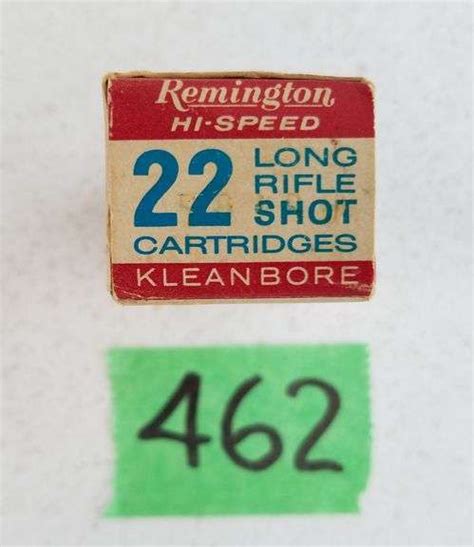 Remington
HI-SPEED
22 LONG
RIFLE
SHOT
CARTRIDGES
KLEANBORE
462